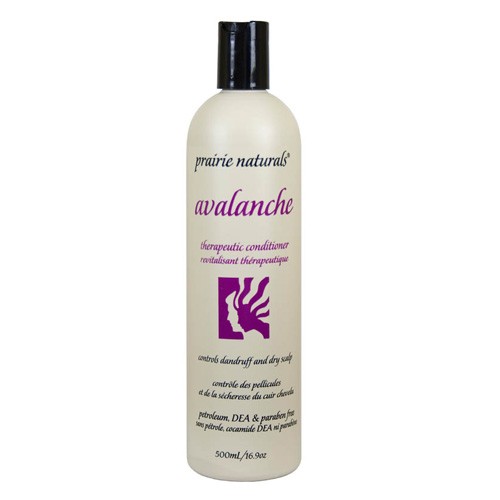 prairie naturals®
avalanche
therapeutic conditioner
revitalisant thérapeutique
controls dandruff and dry scalp
contrôle des pellicules
et de la sécheresse du cuir chevelu
petroleum, DEA & paraben free
sans pétrole, cocamide DEA ni parabène
500mL/16.9oz